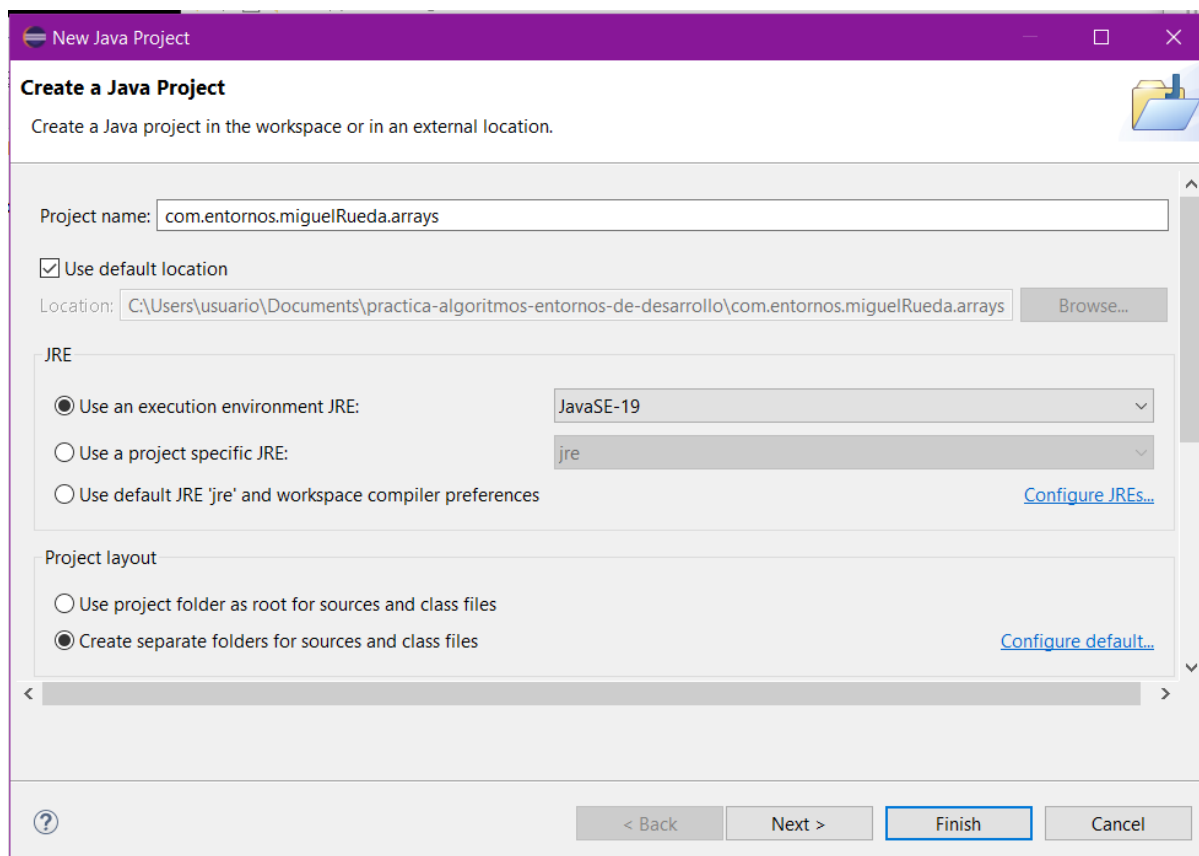 New Java Project
Create a Java Project
Create a Java project in the workspace or in an external location.
Project name: com.entornos.miguelRueda.arrays
Use default location
Location: C:\Users\usuario\Documents\practica-algoritmos-entornos-de-desarrollo\com.entornos.miguelRueda.arrays Browse...
JRE
Use an execution environment JRE: JavaSE-19
Use a project specific JRE: jre
Use default JRE 'jre' and workspace compiler preferences Configure JREs...
Project layout
Use project folder as root for sources and class files
Create separate folders for sources and class files Configure default...
? < Back Next > Finish Cancel